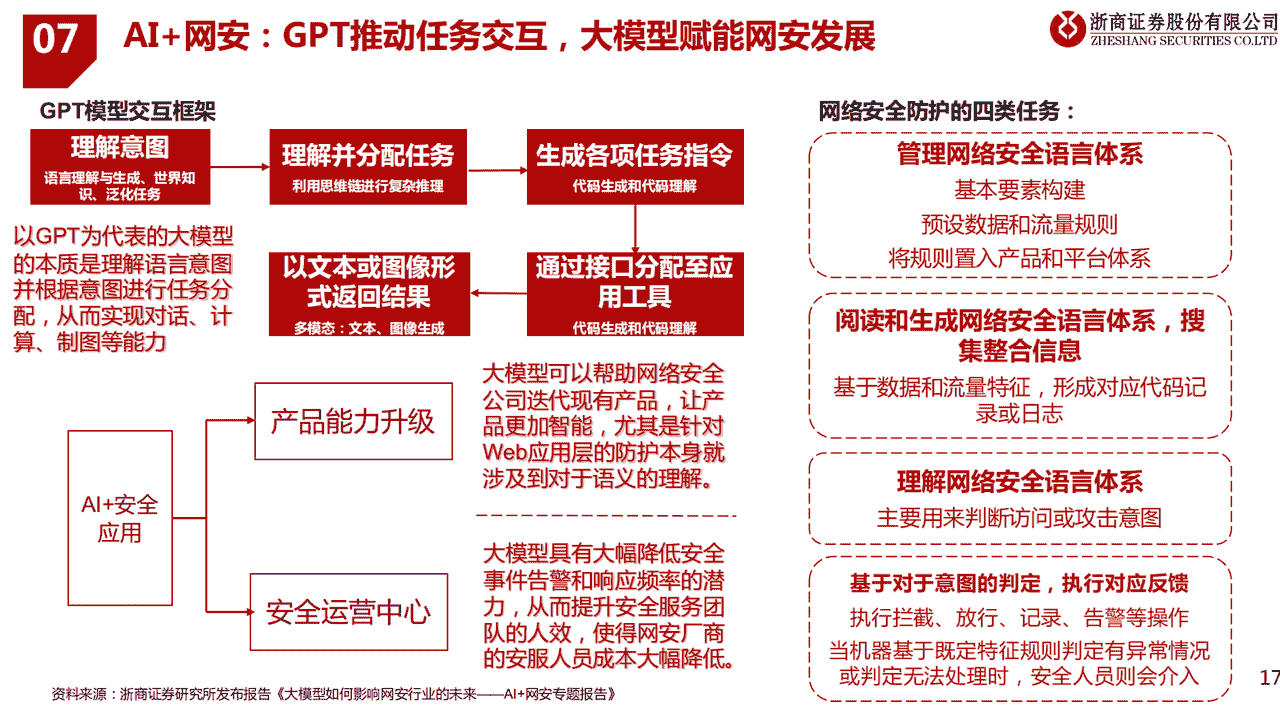 07
AI+网安：GPT推动任务交互，大模型赋能网安发展
浙商证券股份有限公司
ZHESHANG SECURITIES CO.LTD
GPT模型交互框架
理解意图
语言理解与生成、世界知
识、泛化任务
理解并分配任务
利用思维链进行复杂推理
生成各项任务指令
代码生成和代码理解
以GPT为代表的大模型
的本质是理解语言意图
并根据意图进行任务分
配，从而实现对话、计
算、制图等能力
以文本或图像形
式返回结果
多模态：文本、图像生成
通过接口分配至应
用工具
代码生成和代码理解
AI+安全
应用
产品能力升级
大模型可以帮助网络安全
公司迭代现有产品，让产
品更加智能，尤其是针对
Web应用层的防护本身就
涉及到对于语义的理解。
安全运营中心
大模型具有大幅降低安全
事件告警和响应频率的潜
力，从而提升安全服务团
队的人效，使得网安厂商
的安服人员成本大幅降低。
网络安全防护的四类任务：
管理网络安全语言体系
基本要素构建
预设数据和流量规则
将规则置入产品和平台体系
阅读和生成网络安全语言体系，搜
集整合信息
基于数据和流量特征，形成对应代码记
录或日志
理解网络安全语言体系
主要用来判断访问或攻击意图
基于对于意图的判定，执行对应反馈
执行拦截、放行、记录、告警等操作
当机器基于既定特征规则判定有异常情况
或判定无法处理时，安全人员则会介入
资料来源：浙商证券研究所发布报告《大模型如何影响网安行业的未来——AI+网安专题报告》
17